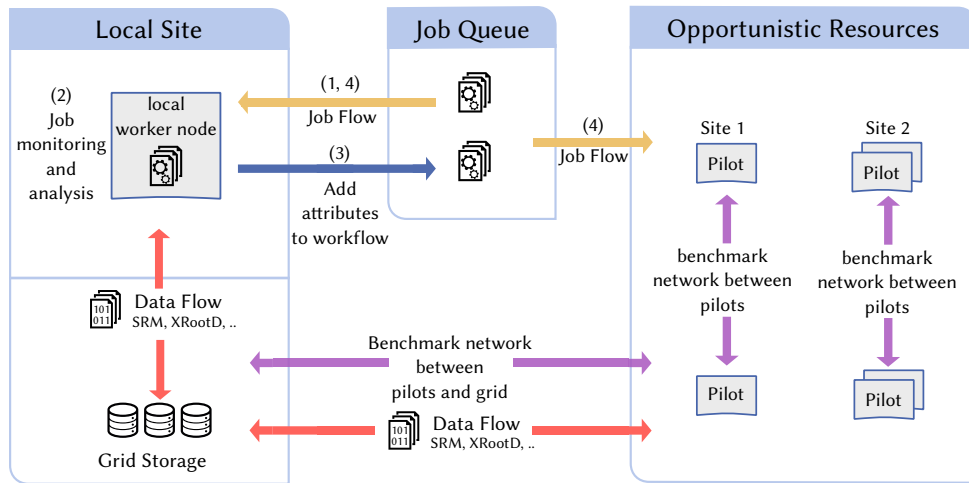 Local Site
(2)
Job
monitoring
and
analysis
local
worker node
(1, 4)
Job Flow
(3)
Add
attributes
to workflow
Data Flow
SRM, XRootD, ..
101
011
Grid Storage
Job Queue
(4)
Job Flow
Benchmark network
between
pilots and grid
101
011
Data Flow
SRM, XRootD, ..
Opportunistic Resources
Site 1
Pilot
benchmark
network between
pilots
Pilot
Site 2
Pilot
benchmark
network between
pilots
Pilot